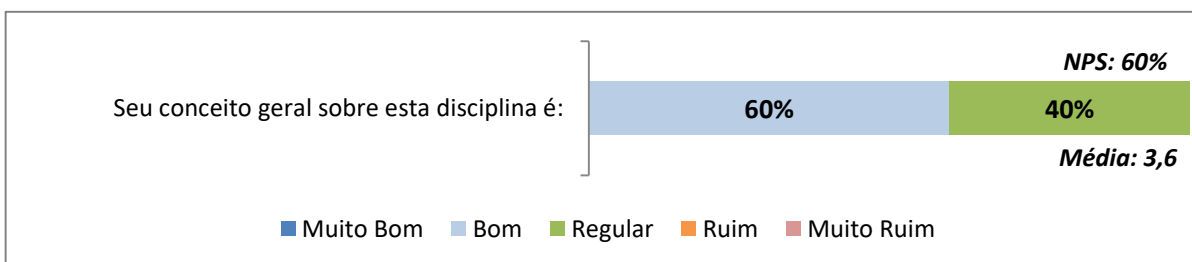 NPS: 60%
Seu conceito geral sobre esta disciplina é:
60%
40%
Média: 3,6
Muito Bom
Bom
Regular
Ruim
Muito Ruim